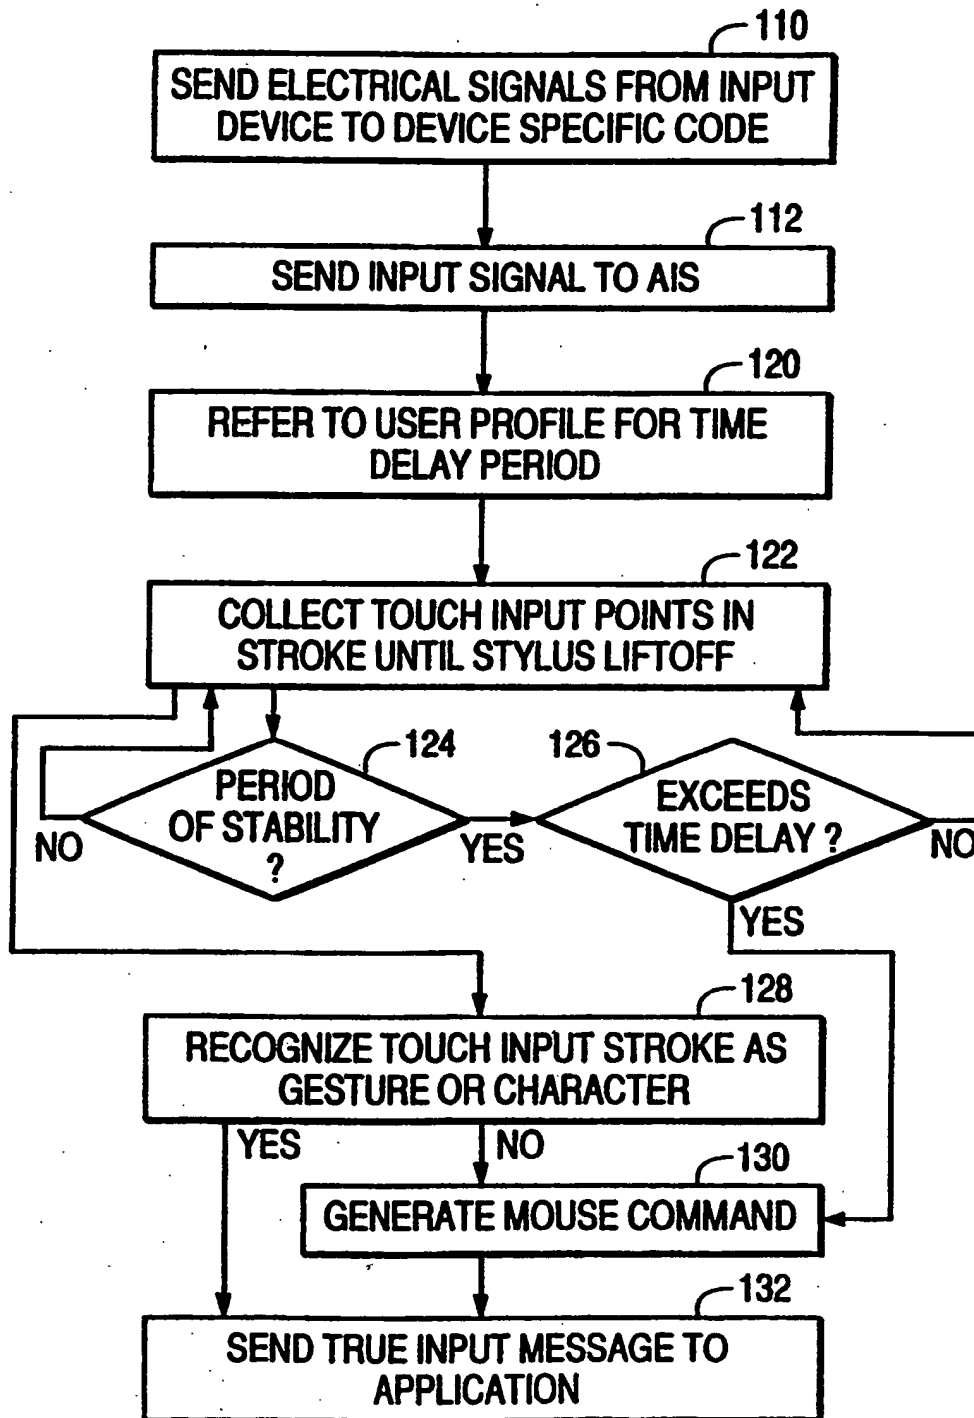 110
SEND ELECTRICAL SIGNALS FROM INPUT
DEVICE TO DEVICE SPECIFIC CODE
112
SEND INPUT SIGNAL TO AIS
120
REFER TO USER PROFILE FOR TIME
DELAY PERIOD
122
COLLECT TOUCH INPUT POINTS IN
STROKE UNTIL STYLUS LIFTOFF
124
PERIOD
OF STABILITY
?
NO
YES
126
EXCEEDS
TIME DELAY ?
NO
YES
128
RECOGNIZE TOUCH INPUT STROKE AS
GESTURE OR CHARACTER
YES
NO
130
GENERATE MOUSE COMMAND
132
SEND TRUE INPUT MESSAGE TO
APPLICATION